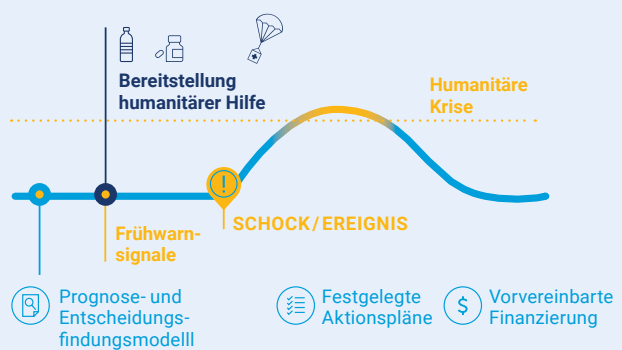 Bereitstellung
humanitärer Hilfe
Humanitäre
Krise
!
SCHOCK/EREIGNIS
Frühwarn-
signale
Prognose- und
Entscheidungs-
findungsmodelll
Festgelegte
Aktionspläne
$
Vorvereinbarte
Finanzierung